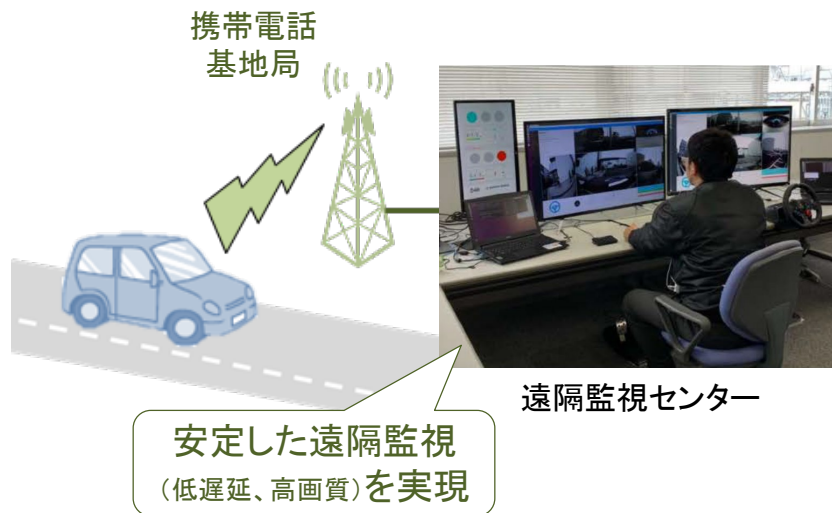 携帯電話
基地局
遠隔監視センター
安定した遠隔監視
（低遅延、高画質）を実現